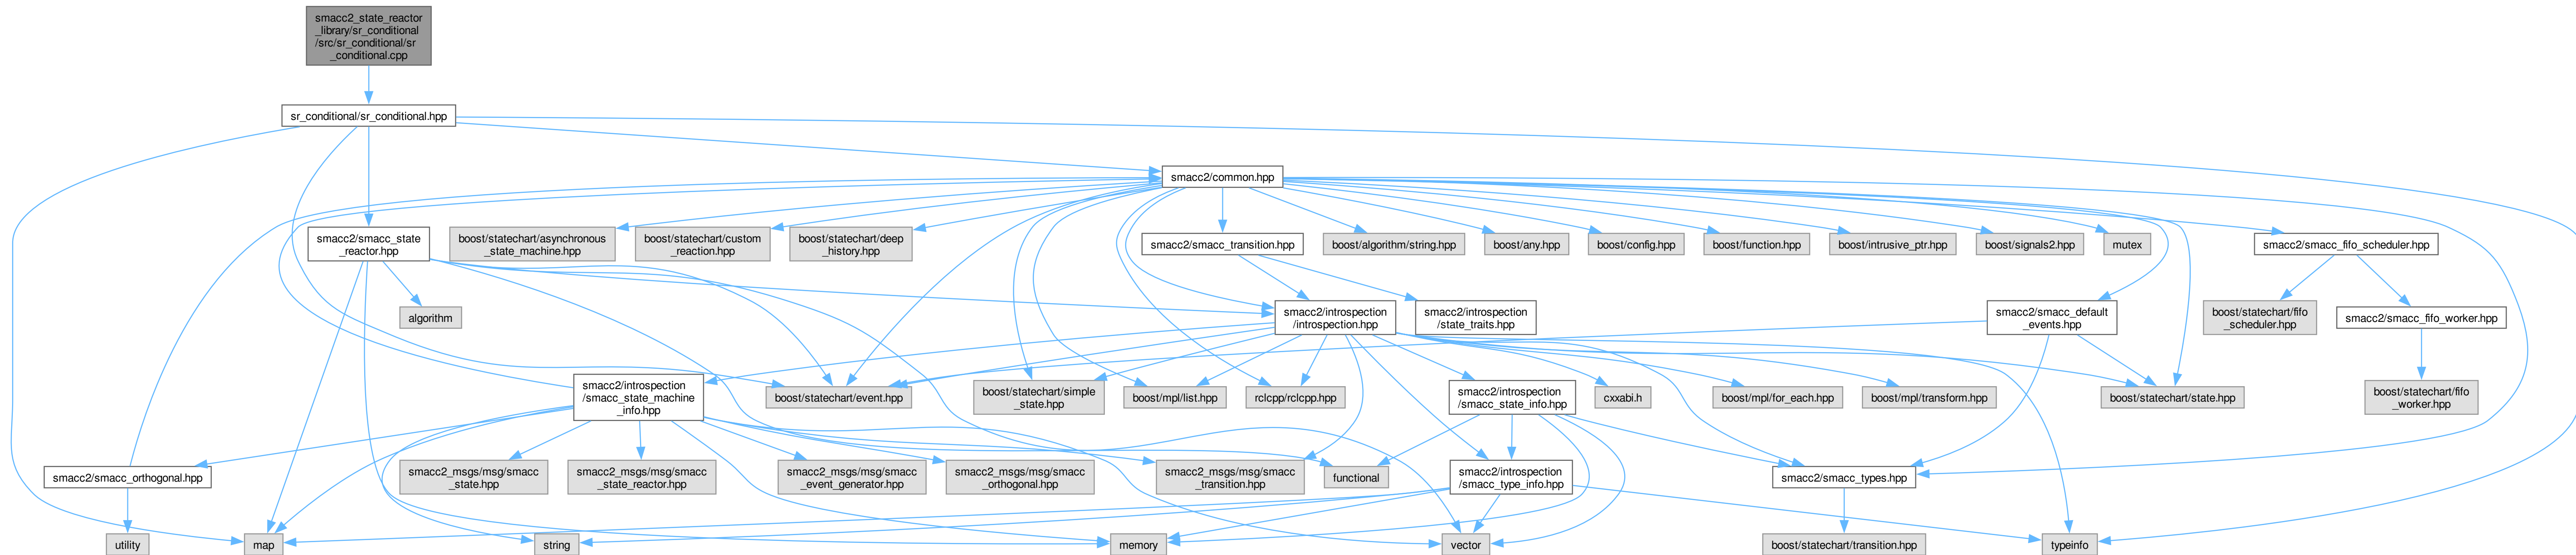 smacc2_state_reactor
_library/sr_conditional
/src/sr_conditional/sr
_conditional.cpp
sr_conditional/sr_conditional.hpp
smacc2/common.hpp
smacc2/smacc_state
_reactor.hpp
boost/statechart/asynchronous
_state_machine.hpp
boost/statechart/custom
_reaction.hpp
boost/statechart/deep
_history.hpp
smacc2/smacc_transition.hpp
boost/algorithm/string.hpp
boost/any.hpp
boost/config.hpp
boost/function.hpp
boost/intrusive_ptr.hpp
boost/signals2.hpp
mutex
smacc2/smacc_fifo_scheduler.hpp
algorithm
smacc2/introspection
/introspection.hpp
smacc2/introspection
/state_traits.hpp
smacc2/smacc_default
_events.hpp
boost/statechart/fifo
_scheduler.hpp
smacc2/smacc_fifo_worker.hpp
smacc2/introspection
/smacc_state_machine
_info.hpp
boost/statechart/event.hpp
boost/statechart/simple
_state.hpp
boost/mpl/list.hpp
rclcpp/rclcpp.hpp
smacc2/introspection
/smacc_state_info.hpp
cxxabi.h
boost/mpl/for_each.hpp
boost/mpl/transform.hpp
boost/statechart/state.hpp
boost/statechart/fifo
_worker.hpp
smacc2/smacc_orthogonal.hpp
smacc2_msgs/msg/smacc
_state.hpp
smacc2_msgs/msg/smacc
_state_reactor.hpp
smacc2_msgs/msg/smacc
_event_generator.hpp
smacc2_msgs/msg/smacc
_orthogonal.hpp
smacc2_msgs/msg/smacc
_transition.hpp
functional
smacc2/introspection
/smacc_type_info.hpp
smacc2/smacc_types.hpp
utility
map
string
memory
vector
boost/statechart/transition.hpp
typeinfo